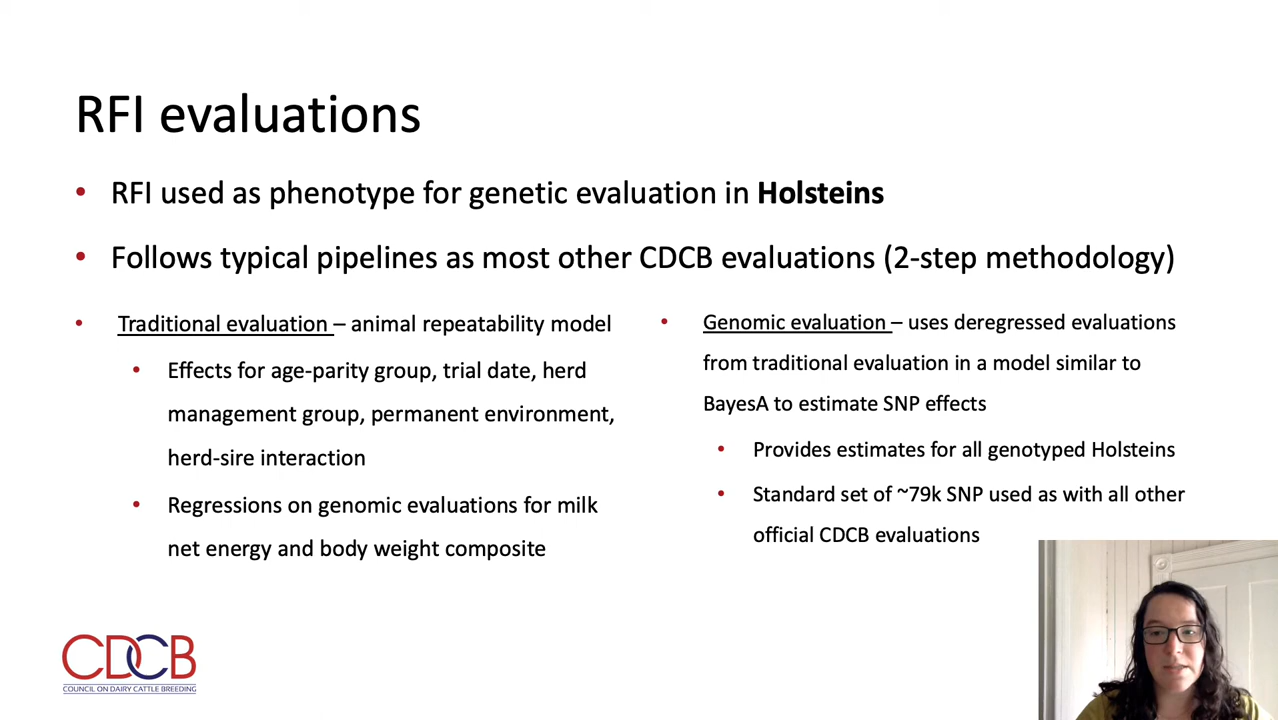 RFI evaluations
• RFI used as phenotype for genetic evaluation in Holsteins
• Follows typical pipelines as most other CDCB evaluations (2-step methodology)
• Traditional evaluation – animal repeatability model
• Effects for age-parity group, trial date, herd
management group, permanent environment,
herd-sire interaction
• Regressions on genomic evaluations for milk
net energy and body weight composite
• Genomic evaluation – uses deregressed evaluations
from traditional evaluation in a model similar to
BayesA to estimate SNP effects
• Provides estimates for all genotyped Holsteins
• Standard set of ~79k SNP used as with all other
official CDCB evaluations
CDCB
COUNCIL ON DAIRY CATTLE BREEDING